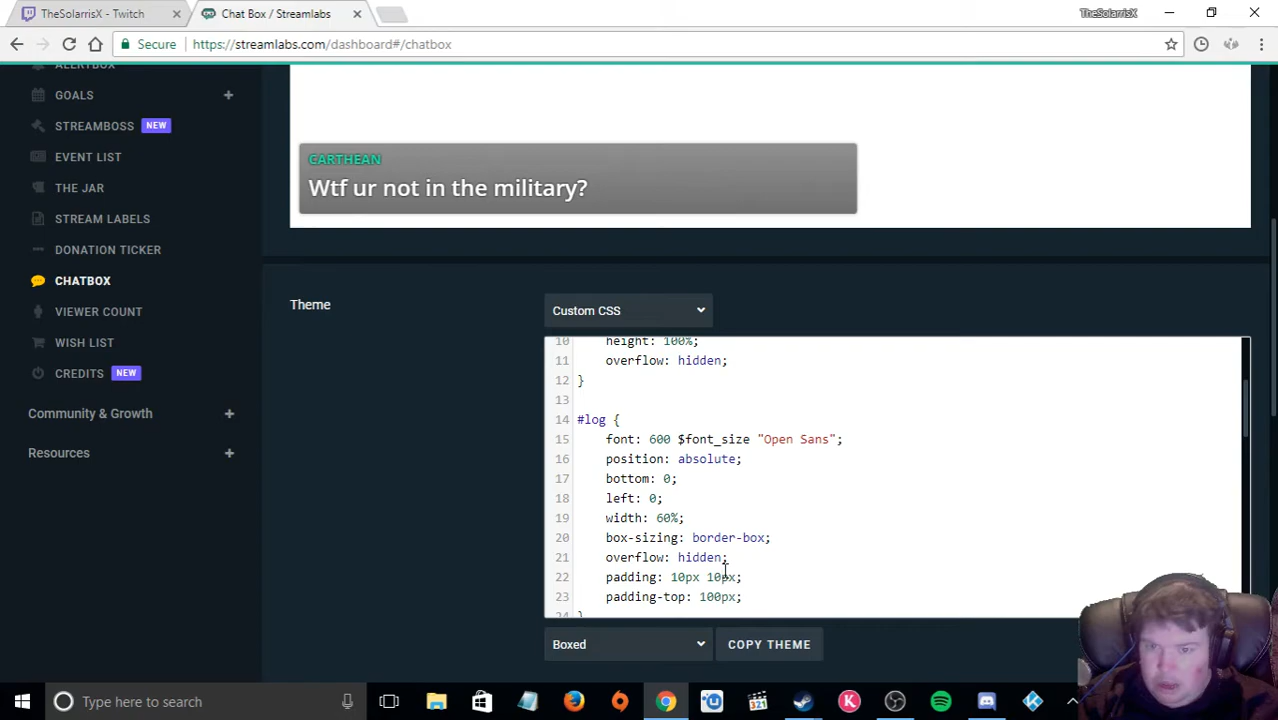 TheSolarrisX - Twitch
Chat Box / Streamlabs
TheSolarrisX
Secure
https://streamlabs.com/dashboard#/chatbox
ALERTBOX
GOALS
STREAMBOSS NEW
EVENT LIST
THE JAR
STREAM LABELS
DONATION TICKER
CHATBOX
VIEWER COUNT
WISH LIST
CREDITS NEW
Community & Growth
Resources
CARTHEAN
Wtf ur not in the military?
Theme
Custom CSS
10 height: 100%;
11 overflow: hidden;
12 }
13
14 #log {
15 font: 600 $font_size "Open Sans";
16 position: absolute;
17 bottom: 0;
18 left: 0;
19 width: 60%;
20 box-sizing: border-box;
21 overflow: hidden;
22 padding: 10px 10px;
23 padding-top: 100px;
24 }
Boxed
COPY THEME
Type here to search
321